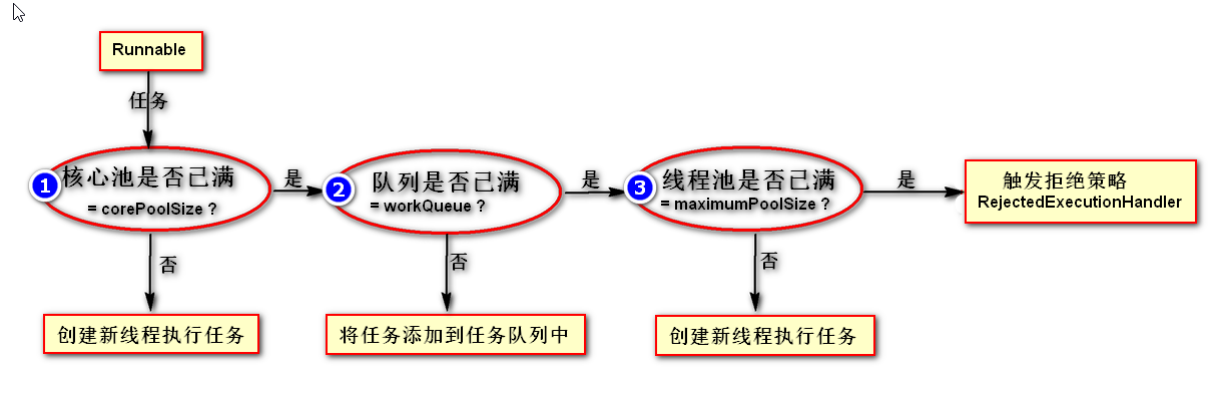 Runnable
任务
1
核心池是否已满
= corePoolSize ?
是
2
队列是否已满
= workQueue ?
是
3
线程池是否已满
= maximumPoolSize ?
是
触发拒绝策略
RejectedExecutionHandler
否
否
否
创建新线程执行任务
将任务添加到任务队列中
创建新线程执行任务